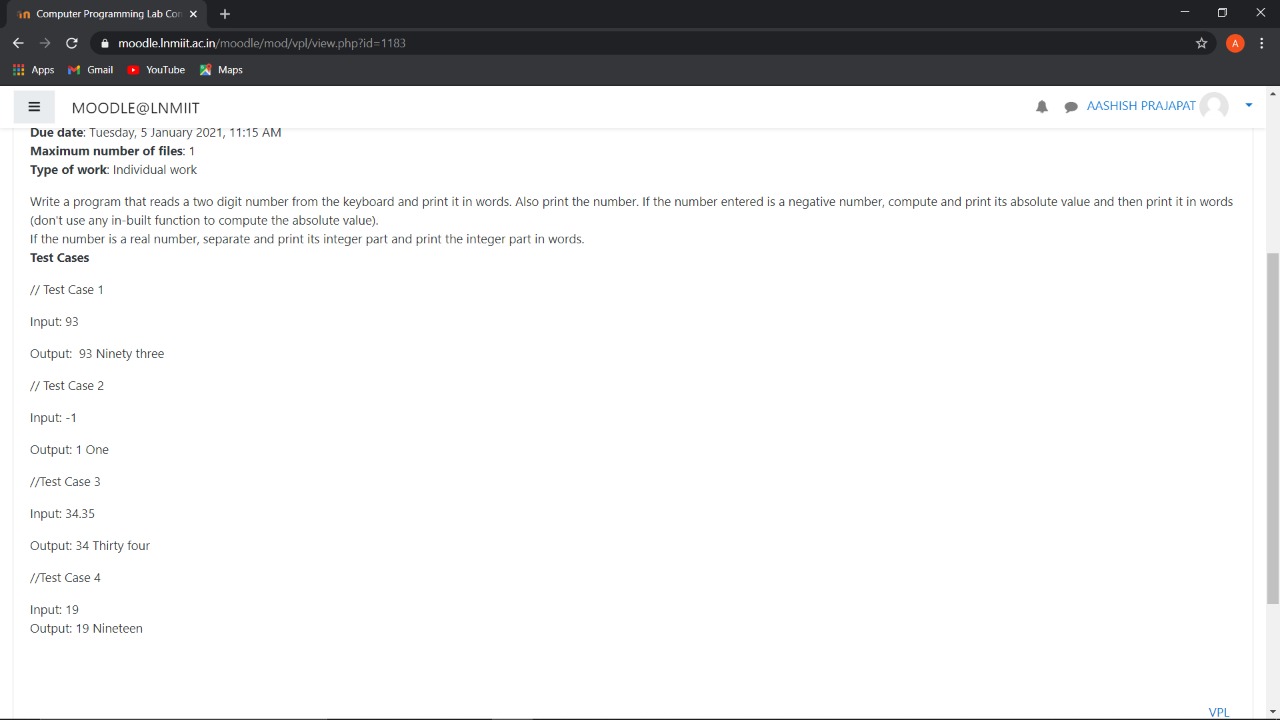 Computer Programming Lab Con
moodle.lnmiit.ac.in/moodle/mod/vpl/view.php?id=1183
A
Apps Gmail YouTube Maps
MOODLE@LNMIIT
AASHISH PRAJAPAT
Due date: Tuesday, 5 January 2021, 11:15 AM
Maximum number of files: 1
Type of work: Individual work
Write a program that reads a two digit number from the keyboard and print it in words. Also print the number. If the number entered is a negative number, compute and print its absolute value and then print it in words
(don't use any in-built function to compute the absolute value).
If the number is a real number, separate and print its integer part and print the integer part in words.
Test Cases
// Test Case 1
Input: 93
Output:  93 Ninety three
// Test Case 2
Input: -1
Output: 1 One
//Test Case 3
Input: 34.35
Output: 34 Thirty four
//Test Case 4
Input: 19
Output: 19 Nineteen
VPL